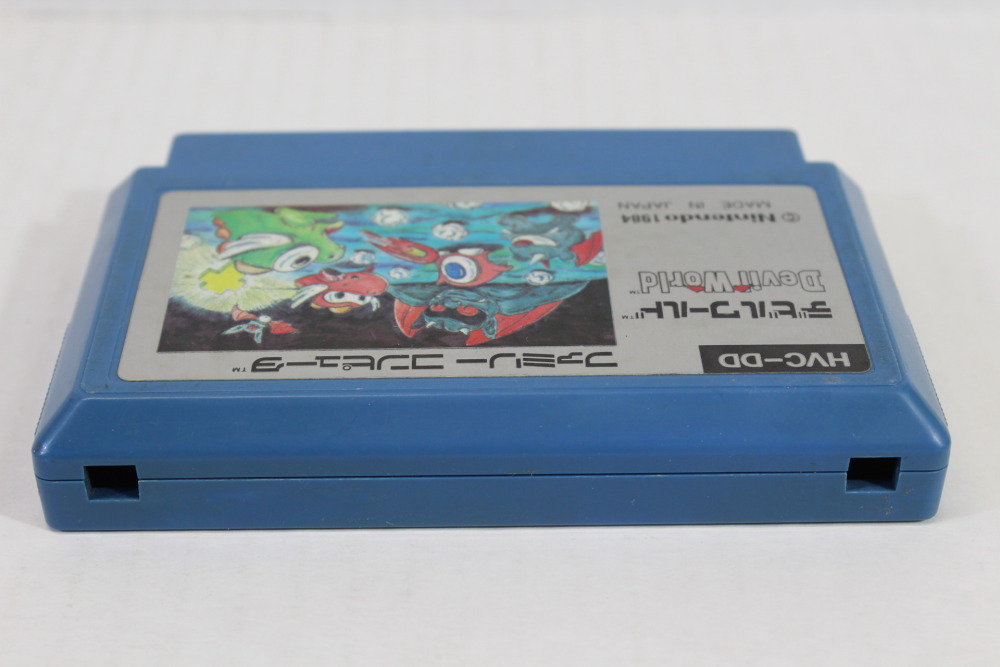 HVC-DD
ファミリー コンピュータ™
デビルワールド™
Devil World™
© Nintendo 1984
MADE IN JAPAN